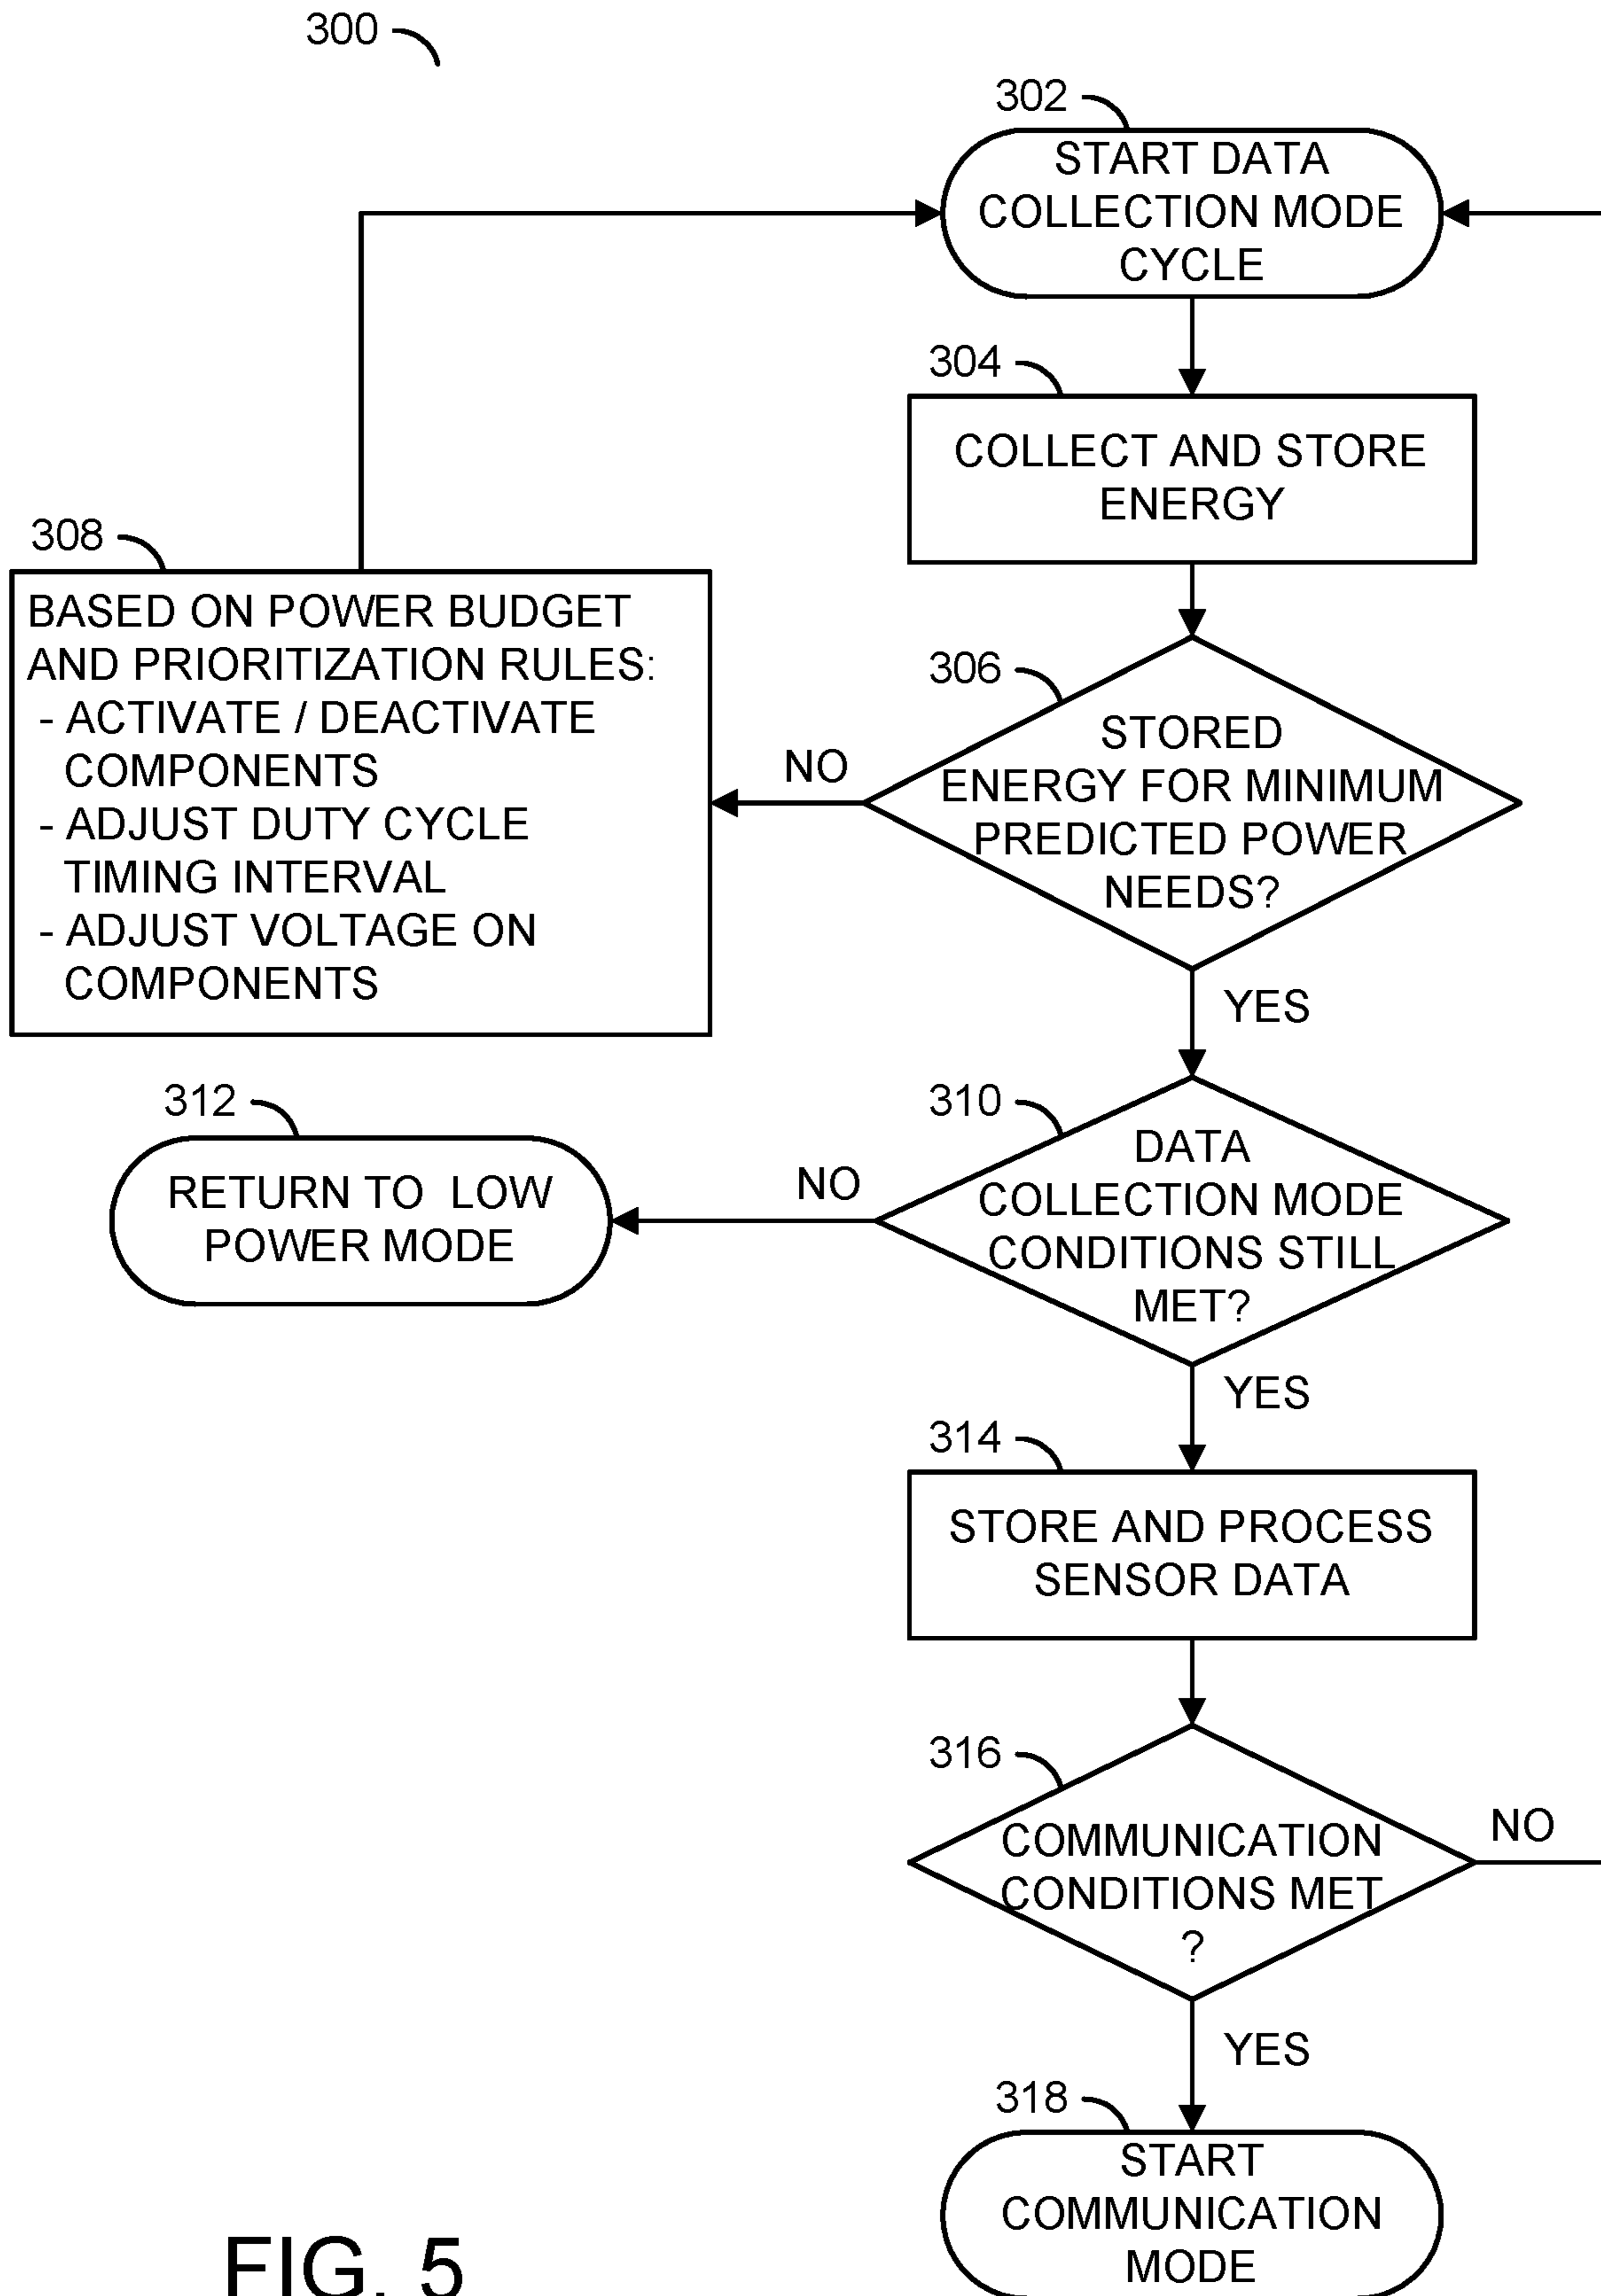 300
302
START DATA
COLLECTION MODE
CYCLE
304
COLLECT AND STORE
ENERGY
308
BASED ON POWER BUDGET
AND PRIORITIZATION RULES:
- ACTIVATE / DEACTIVATE
COMPONENTS
- ADJUST DUTY CYCLE
TIMING INTERVAL
- ADJUST VOLTAGE ON
COMPONENTS
306
STORED
ENERGY FOR MINIMUM
PREDICTED POWER
NEEDS?
NO
YES
312
RETURN TO LOW
POWER MODE
310
DATA
COLLECTION MODE
CONDITIONS STILL
MET?
NO
YES
314
STORE AND PROCESS
SENSOR DATA
316
COMMUNICATION
CONDITIONS MET
?
NO
YES
318
START
COMMUNICATION
MODE
FIG. 5